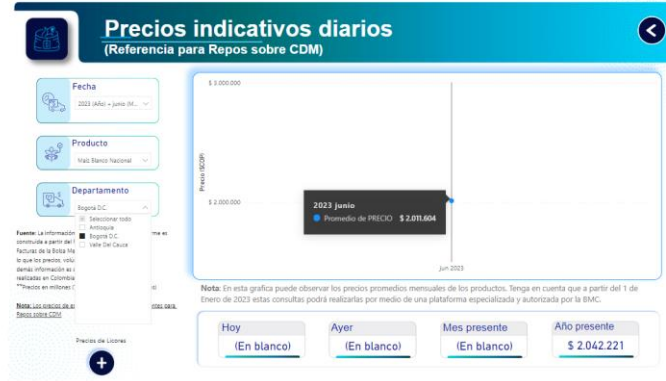 Precios indicativos diarios
(Referencia para Repos sobre CDM)
Fecha
2023 (Año) + junio (M...
Producto
Maíz Blanco Nacional
Departamento
Bogotá D.C.
Seleccionar todo
Antioquia
Bogotá D.C.
Valle Del Cauca
Fuente: La información
construida a partir del
Facturas de la Bolsa Me
lo que los precios, volu
demás información as
realizadas en Colombia
**Precios en millones (
Nota: Los precios de
Repos sobre CDM.
Precios de Licores
$ 3.000.000
Precio ($COP)
$ 2.000.000
2023 junio
Promedio de PRECIO $ 2.011.604
jun 2023
Nota: En esta grafica puede observar los precios promedios mensuales de los productos. Tenga en cuenta que a partir del 1 de
Enero de 2023 estas consultas podrá realizarlas por medio de una plataforma especializada y autorizada por la BMC.
Hoy
(En blanco)
Ayer
(En blanco)
Mes presente
(En blanco)
Año presente
$ 2.042.221